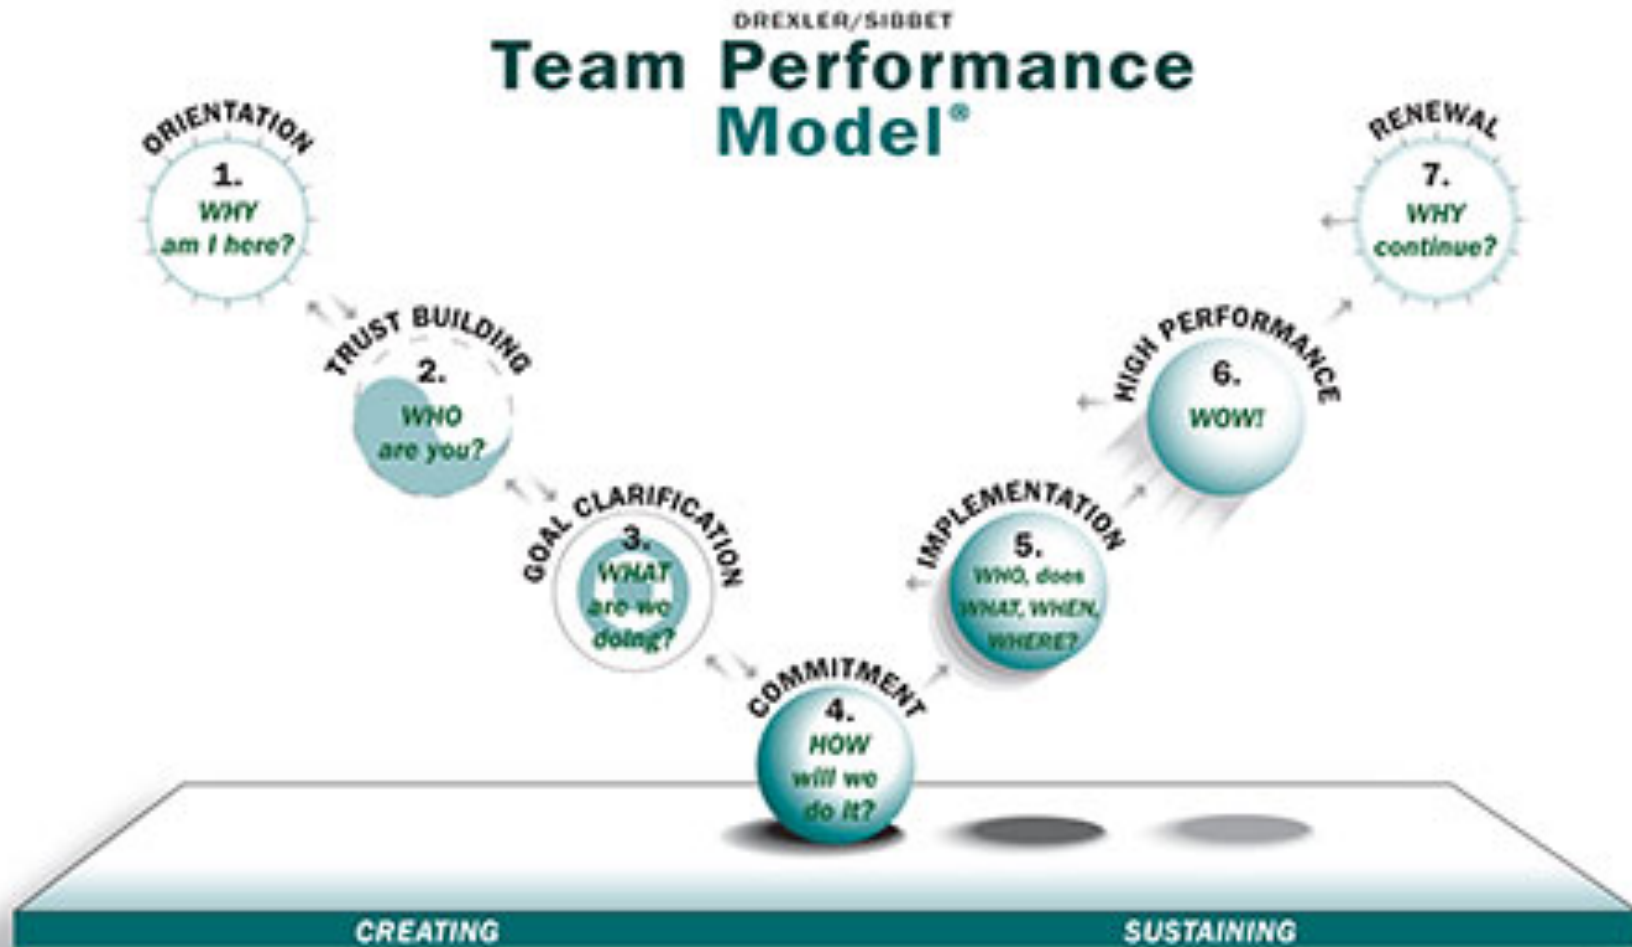 DREXLER/SIBBET
Team Performance
Model®
ORIENTATION
1.
WHY
am I here?
TRUST BUILDING
2.
WHO
are you?
GOAL CLARIFICATION
3.
WHAT
are we
doing?
COMMITMENT
4.
HOW
will we
do it?
IMPLEMENTATION
5.
WHO, does
WHAT, WHEN,
WHERE?
HIGH PERFORMANCE
6.
WOW!
RENEWAL
7.
WHY
continue?
CREATING
SUSTAINING